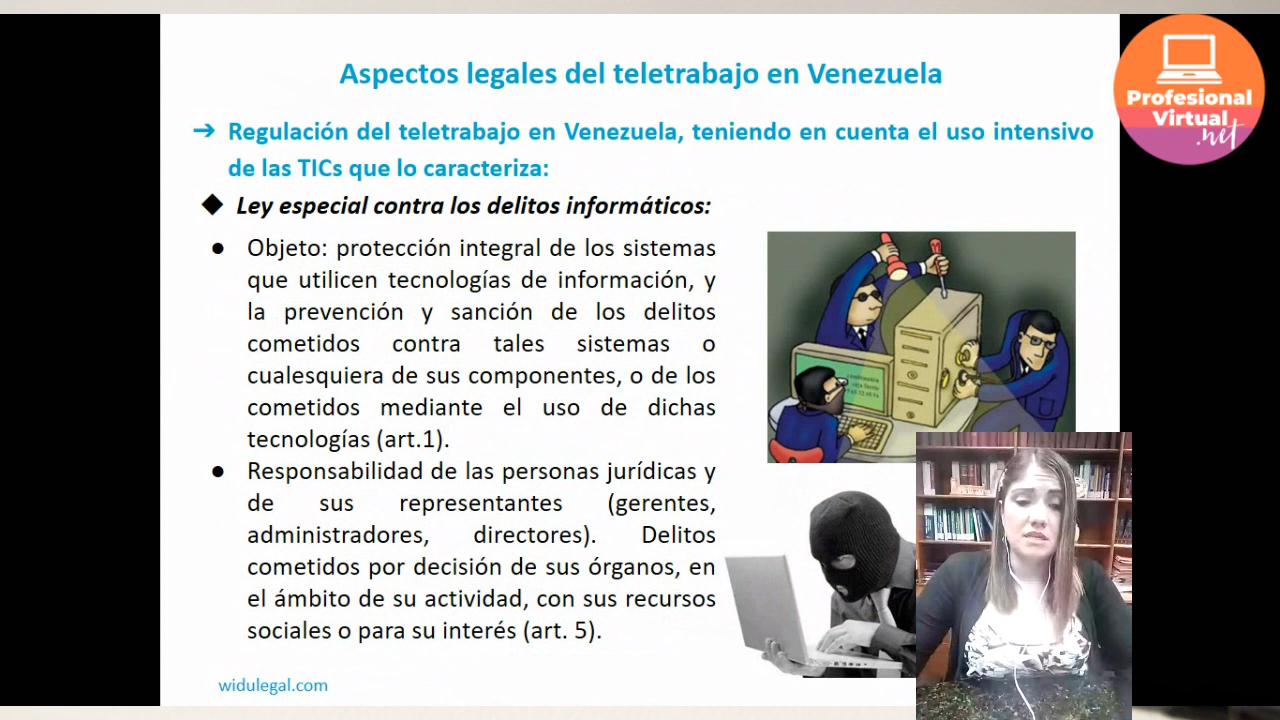 Aspectos legales del teletrabajo en Venezuela
Profesional
Virtual
.net
➔ Regulación del teletrabajo en Venezuela, teniendo en cuenta el uso intensivo
de las TICs que lo caracteriza:
◆ Ley especial contra los delitos informáticos:
● Objeto: protección integral de los sistemas
que utilicen tecnologías de información, y
la prevención y sanción de los delitos
cometidos contra tales sistemas o
cualesquiera de sus componentes, o de los
cometidos mediante el uso de dichas
tecnologías (art.1).
● Responsabilidad de las personas jurídicas y
de sus representantes (gerentes,
administradores, directores). Delitos
cometidos por decisión de sus órganos, en
el ámbito de su actividad, con sus recursos
sociales o para su interés (art. 5).
widulegal.com